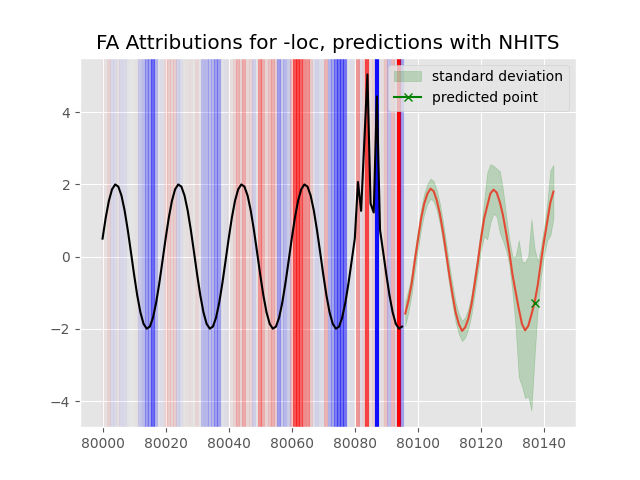 FA Attributions for -loc, predictions with NHITS
standard deviation
predicted point
4
2
0
−2
−4
80000 80020 80040 80060 80080 80100 80120 80140